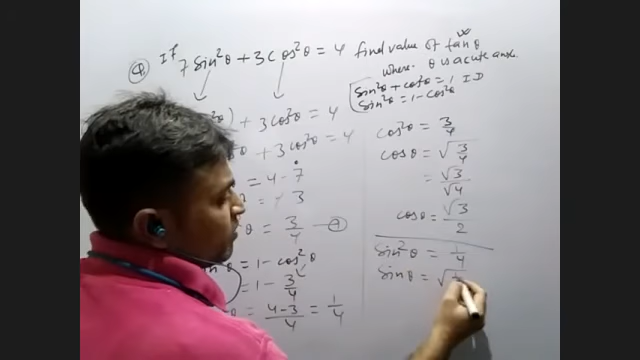 Q If 7 sin²θ + 3 cos²θ = 4 find value of tan θ
where θ is acute angle
sin²θ + cos²θ = 1 ID
sin²θ = 1 - cos²θ
) + 3 cos²θ = 4
θ + 3 cos²θ = 4
= 4 - 7
= 3
θ = 3/4
θ = 1 - cos²θ
= 1 - 3/4
θ = 4-3/4 = 1/4
cos²θ = 3/4
cos θ = √3/4
= √3/√4
cos θ = √3/2
sin²θ = 1/4
sin θ = √